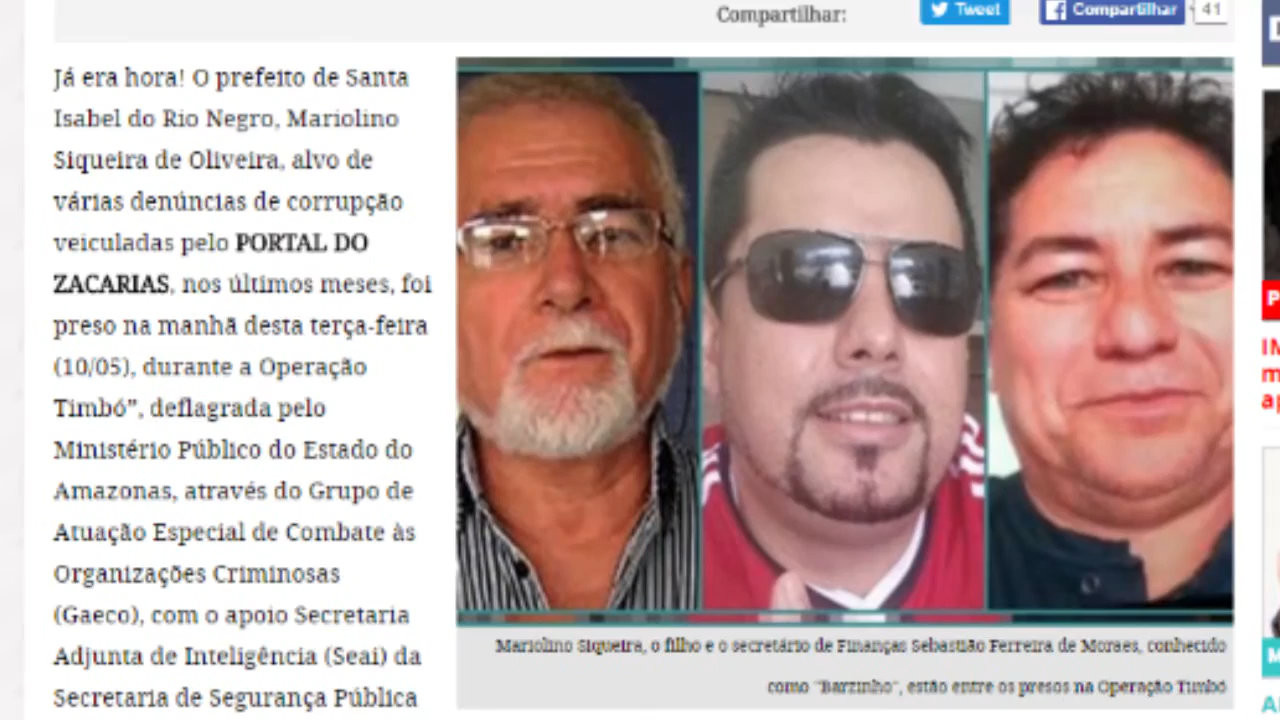 Compartilhar:
Tweet
Compartilhar
41
Já era hora! O prefeito de Santa
Isabel do Rio Negro, Mariolino
Siqueira de Oliveira, alvo de
várias denúncias de corrupção
veiculadas pelo PORTAL DO
ZACARIAS, nos últimos meses, foi
preso na manhã desta terça-feira
(10/05), durante a Operação
Timbó”, deflagrada pelo
Ministério Público do Estado do
Amazonas, através do Grupo de
Atuação Especial de Combate às
Organizações Criminosas
(Gaeco), com o apoio Secretaria
Adjunta de Inteligência (Seai) da
Secretaria de Segurança Pública
Mariolino Siqueira, o filho e o secretário de Finanças Sebastião Ferreira de Moraes, conhecido
como "Barzinho", estão entre os presos na Operação Timbó